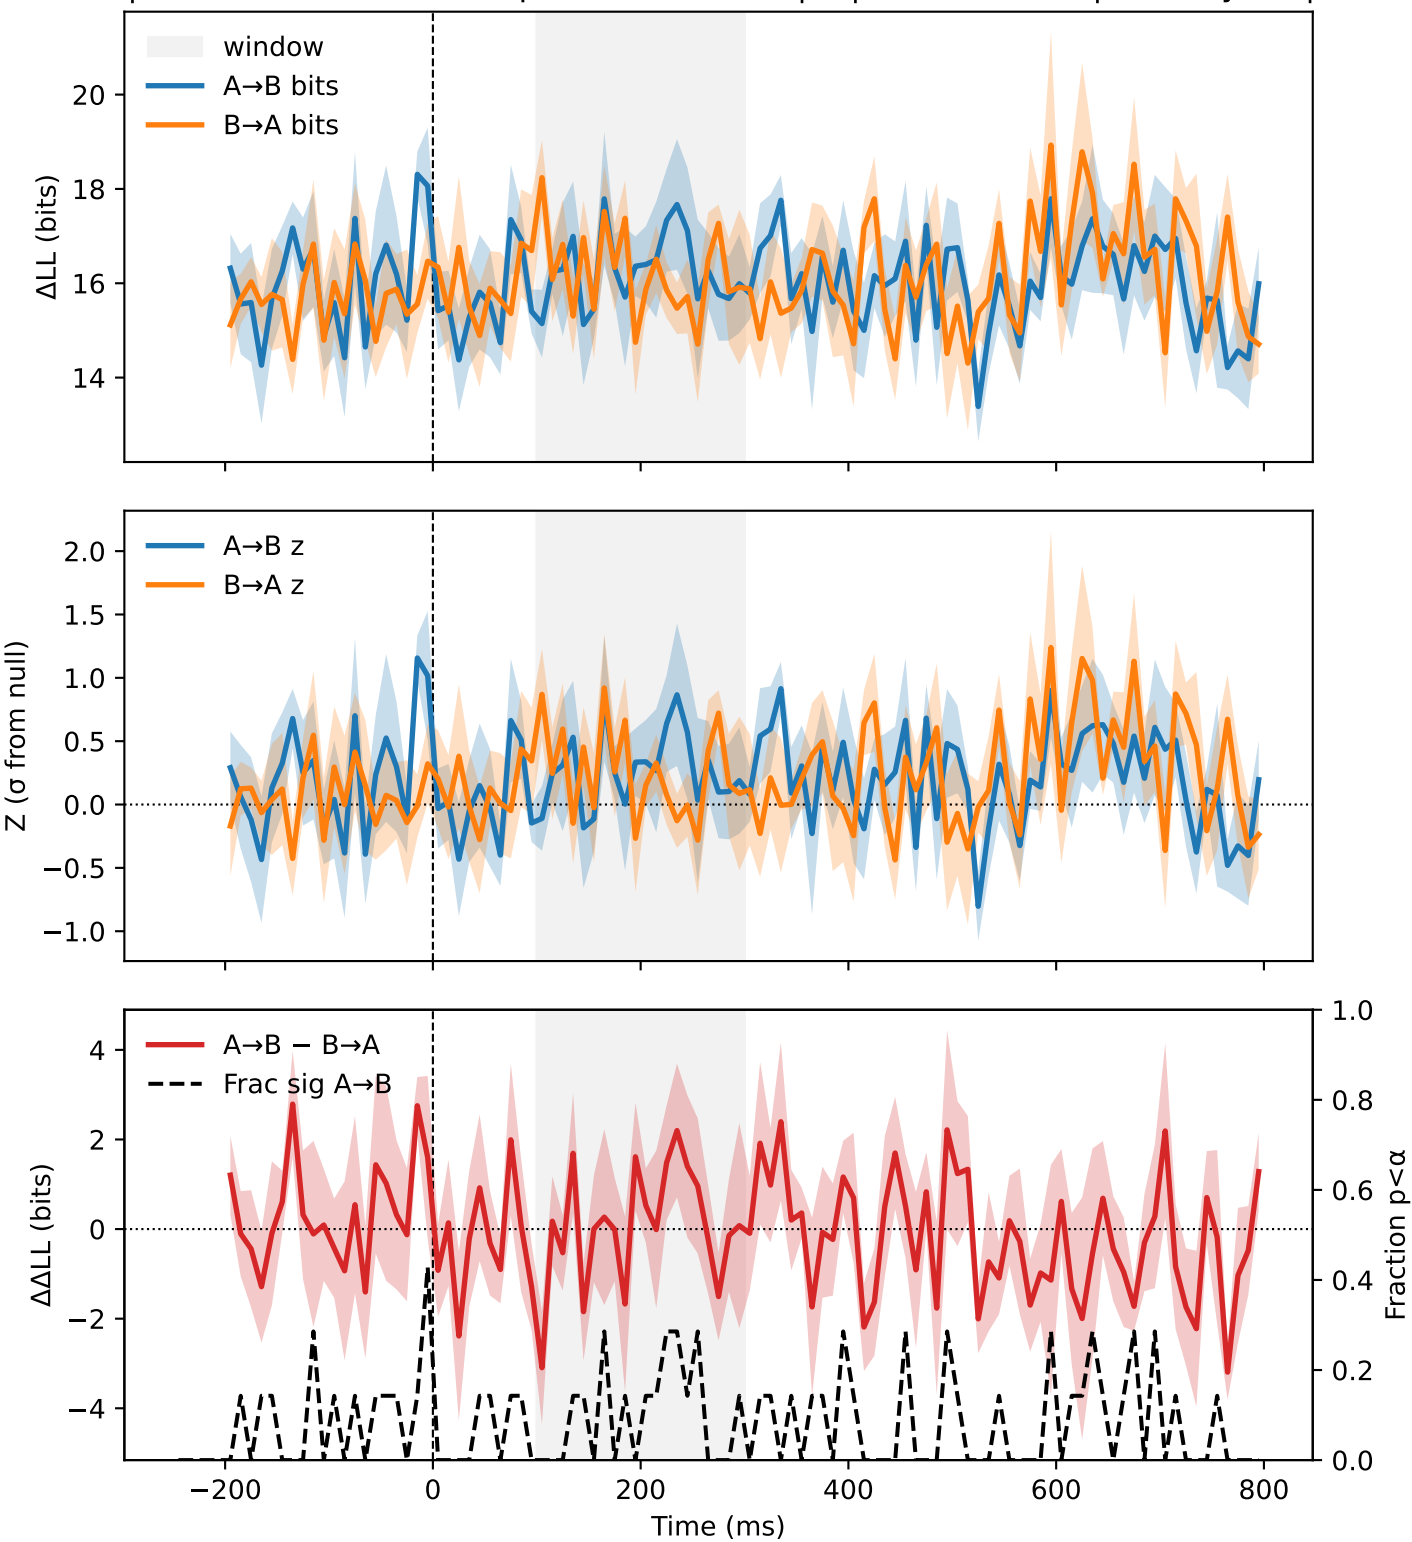 window
A→B bits
B→A bits
ΔLL (bits)
20
18
16
14
A→B z
B→A z
Z (σ from null)
2.0
1.5
1.0
0.5
0.0
−0.5
−1.0
A→B − B→A
Frac sig A→B
ΔΔLL (bits)
4
2
0
−2
−4
1.0
0.8
0.6
0.4
0.2
0.0
Fraction p<α
−200 0 200 400 600 800
Time (ms)